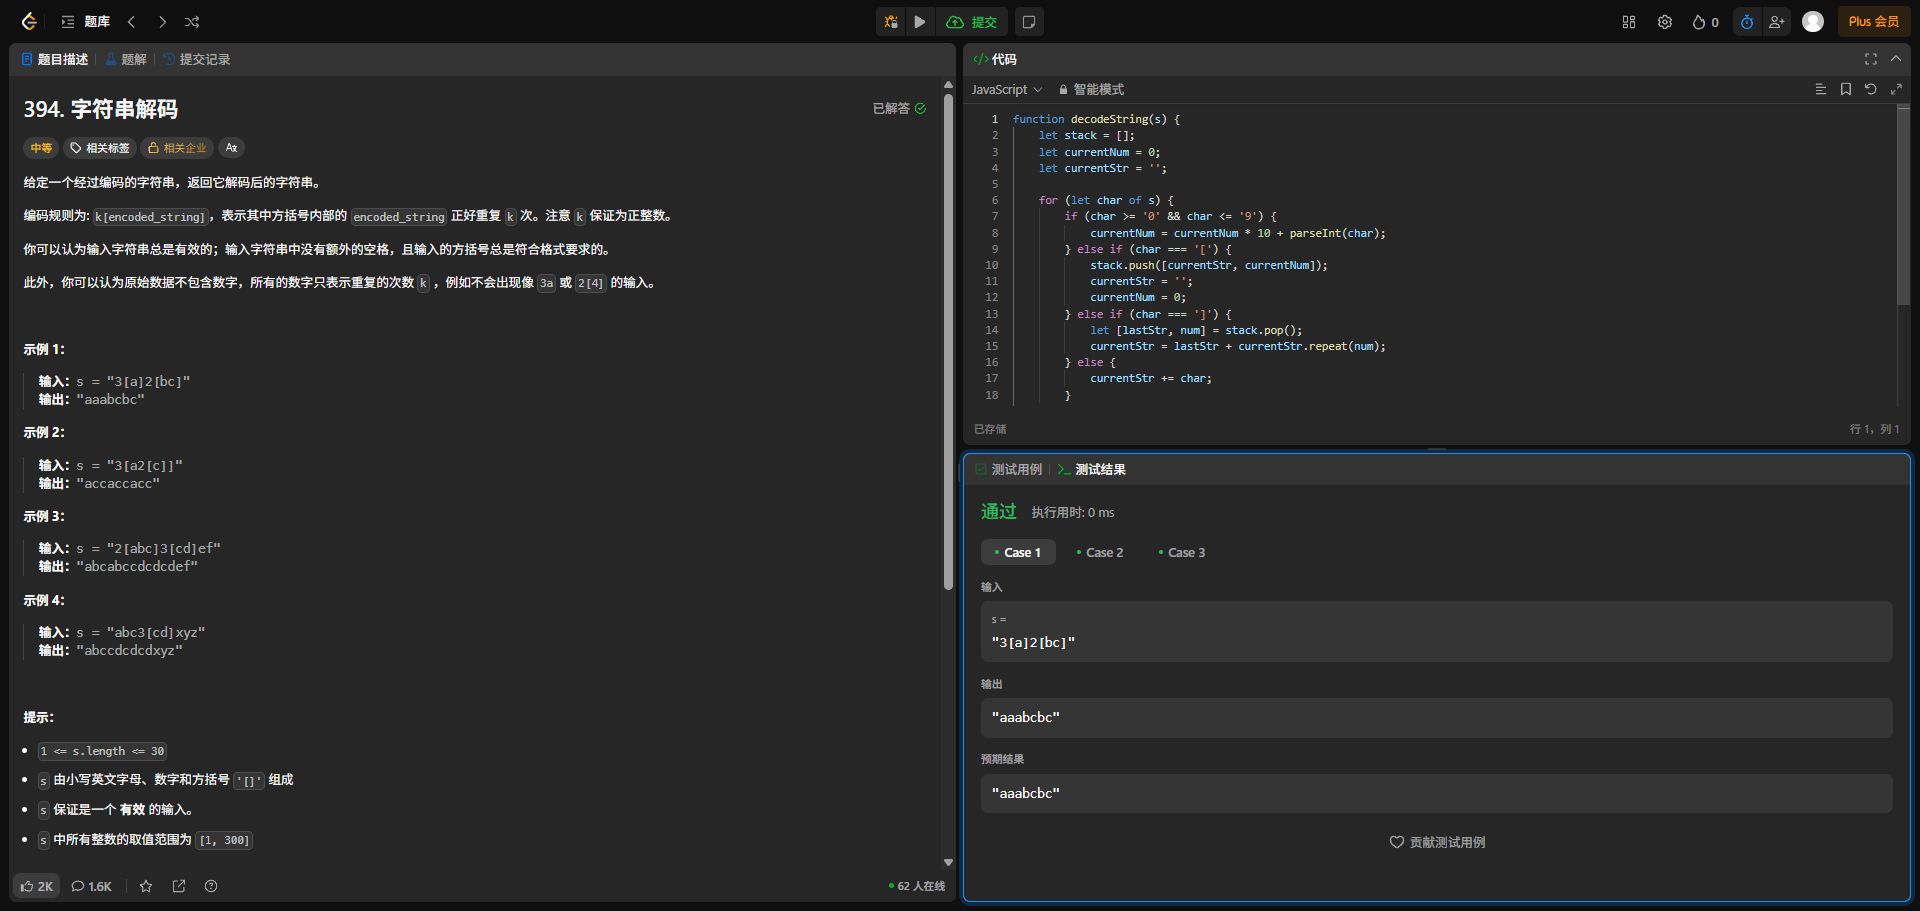 题库
提交
0
Plus 会员
题目描述
题解
提交记录
394. 字符串解码
已解答
中等
相关标签
相关企业
给定一个经过编码的字符串，返回它解码后的字符串。
编码规则为: k[encoded_string]，表示其中方括号内部的 encoded_string 正好重复 k 次。注意 k 保证为正整数。
你可以认为输入字符串总是有效的；输入字符串中没有额外的空格，且输入的方括号总是符合格式要求的。
此外，你可以认为原始数据不包含数字，所有的数字只表示重复的次数 k ，例如不会出现像 3a 或 2[4] 的输入。
示例 1：
输入：s = "3[a]2[bc]"
输出："aaabcbc"
示例 2：
输入：s = "3[a2[c]]"
输出："accaccacc"
示例 3：
输入：s = "2[abc]3[cd]ef"
输出："abcabccdcdcdef"
示例 4：
输入：s = "abc3[cd]xyz"
输出："abccdcdcdxyz"
提示：
1 <= s.length <= 30
s 由小写英文字母、数字和方括号 '[]' 组成
s 保证是一个 有效 的输入。
s 中所有整数的取值范围为 [1, 300]
2K
1.6K
62 人在线
代码
JavaScript
智能模式
1 function decodeString(s) {
2 let stack = [];
3 let currentNum = 0;
4 let currentStr = '';
5
6 for (let char of s) {
7 if (char >= '0' && char <= '9') {
8 currentNum = currentNum * 10 + parseInt(char);
9 } else if (char === '[') {
10 stack.push([currentStr, currentNum]);
11 currentStr = '';
12 currentNum = 0;
13 } else if (char === ']') {
14 let [lastStr, num] = stack.pop();
15 currentStr = lastStr + currentStr.repeat(num);
16 } else {
17 currentStr += char;
18 }
已存储
行 1，列 1
测试用例
测试结果
通过
执行用时: 0 ms
Case 1
Case 2
Case 3
输入
s =
"3[a]2[bc]"
输出
"aaabcbc"
预期结果
"aaabcbc"
贡献测试用例